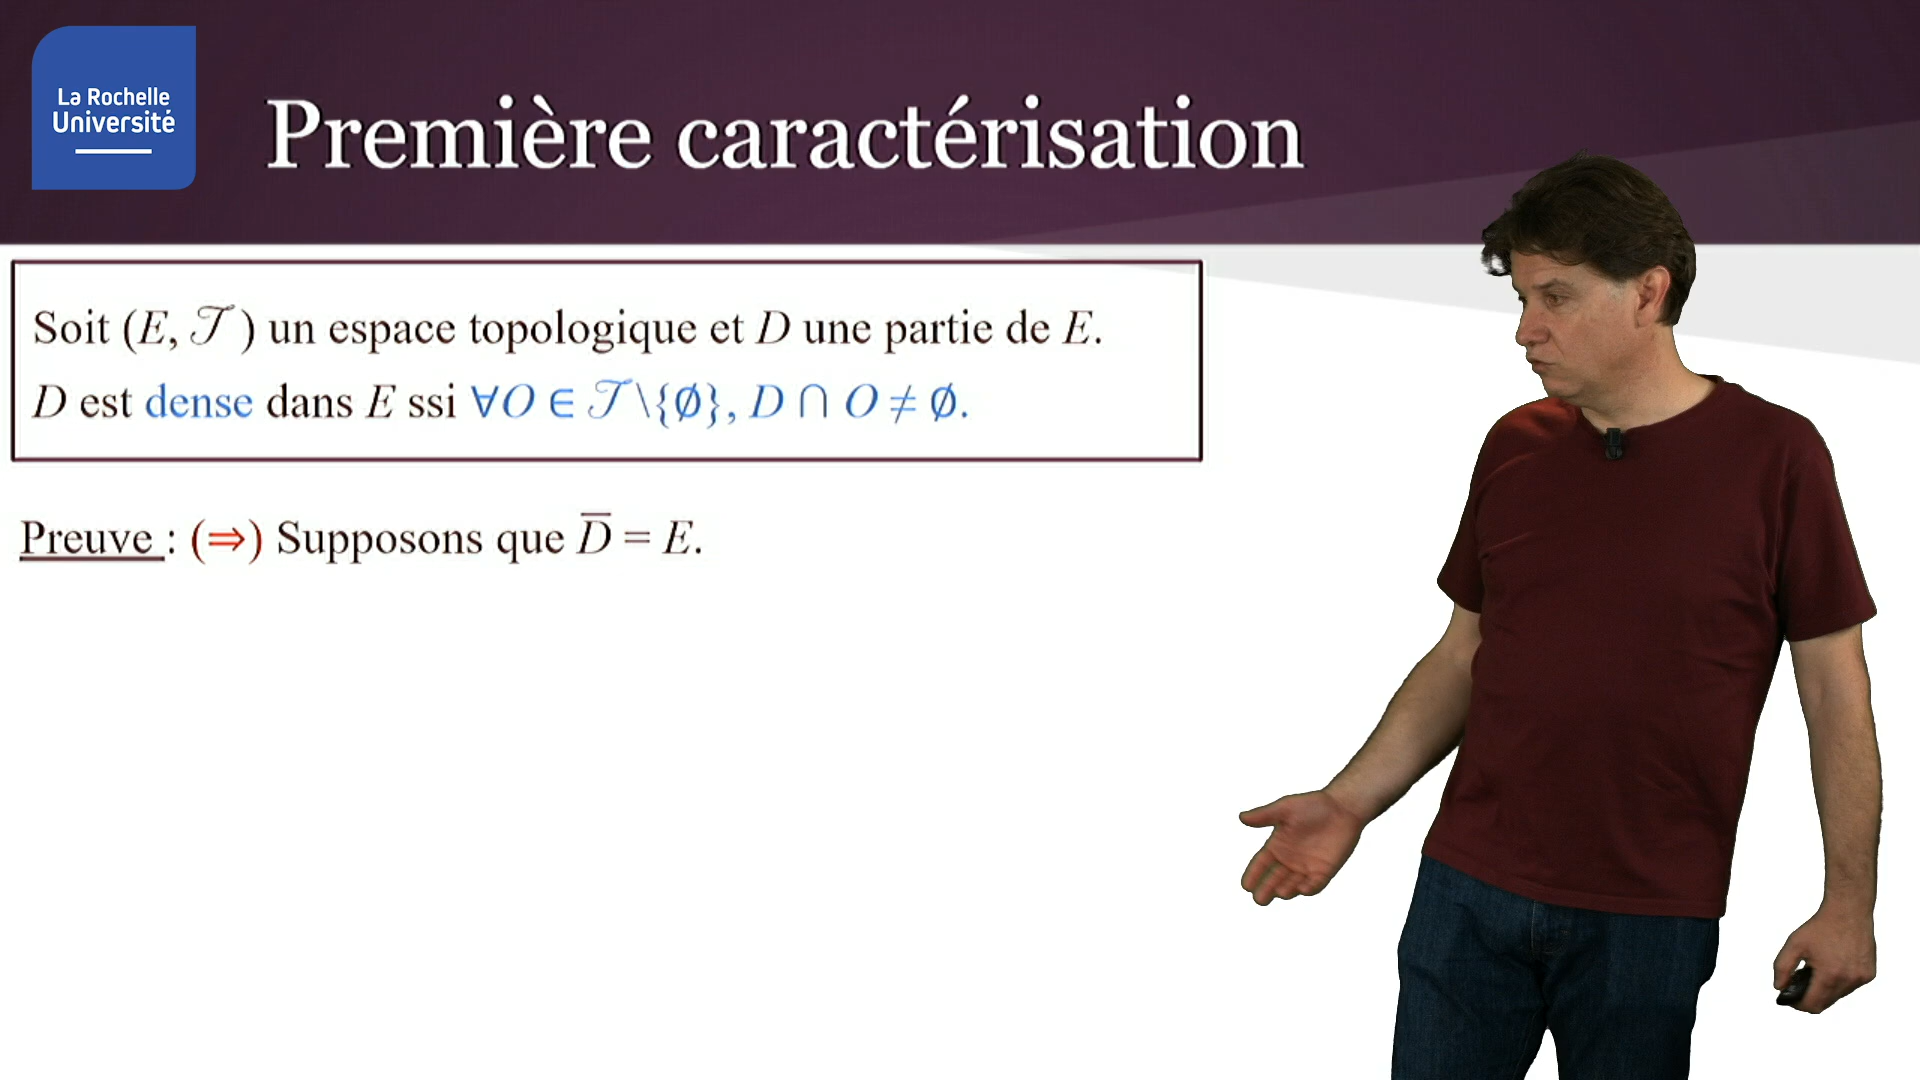 La Rochelle
Université
Première caractérisation
Soit (E, 𝒯 ) un espace topologique et D une partie de E.
D est dense dans E ssi ∀O ∈ 𝒯\{∅}, D ∩ O ≠ ∅.
Preuve : (⇒) Supposons que D̅ = E.